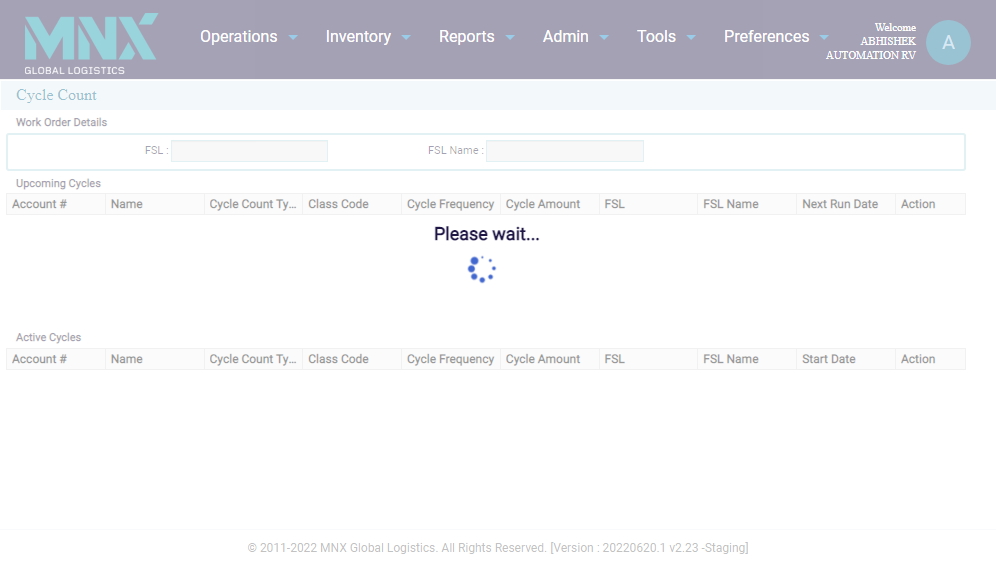 MNX
GLOBAL LOGISTICS
Operations Inventory Reports Admin Tools Preferences
Welcome
ABHISHEK
AUTOMATION RV
A
Cycle Count
Work Order Details
FSL : FSL Name :
Upcoming Cycles
Account # Name Cycle Count Ty... Class Code Cycle Frequency Cycle Amount FSL FSL Name Next Run Date Action
Please wait...
Active Cycles
Account # Name Cycle Count Ty... Class Code Cycle Frequency Cycle Amount FSL FSL Name Start Date Action
© 2011-2022 MNX Global Logistics. All Rights Reserved. [Version : 20220620.1 v2.23 -Staging]